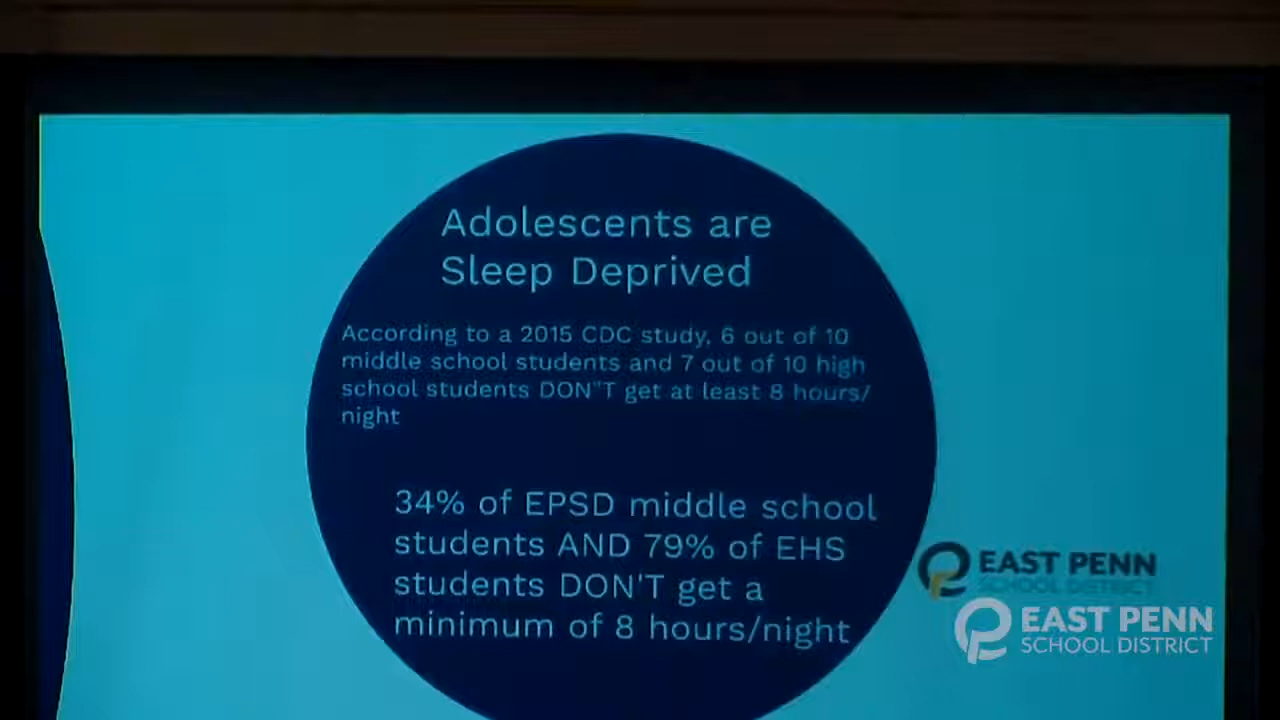 Adolescents are
Sleep Deprived
According to a 2015 CDC study, 6 out of 10
middle school students and 7 out of 10 high
school students DON"T get at least 8 hours/
night
34% of EPSD middle school
students AND 79% of EHS
students DON'T get a
minimum of 8 hours/night
EAST PENN
SCHOOL DISTRICT
EAST PENN
SCHOOL DISTRICT